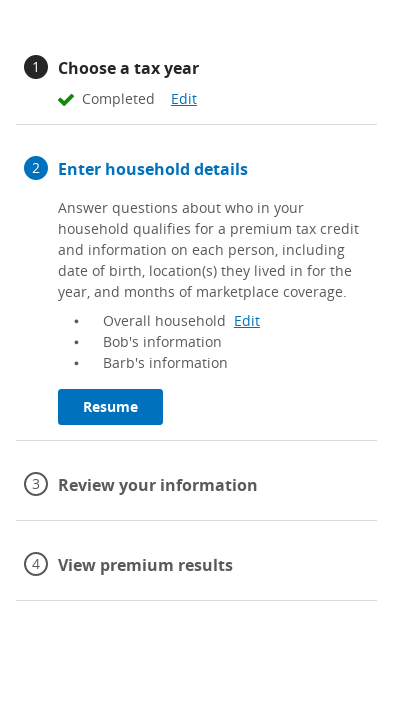 1 Choose a tax year
Completed Edit
2 Enter household details
Answer questions about who in your
household qualifies for a premium tax credit
and information on each person, including
date of birth, location(s) they lived in for the
year, and months of marketplace coverage.
• Overall household Edit
• Bob's information
• Barb's information
Resume
3 Review your information
4 View premium results